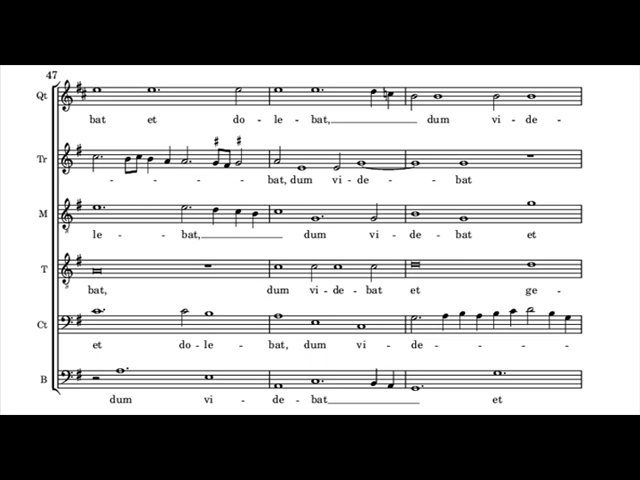 47
Qt
bat et do - le - bat, dum vi - de -
Tr
- - - - bat, dum vi - de - bat
M
le - bat, dum vi - de - bat et
T
bat, dum vi - de - bat et ge -
Ct
et do - le - bat, dum vi - de - - - -
B
dum vi - de - bat et